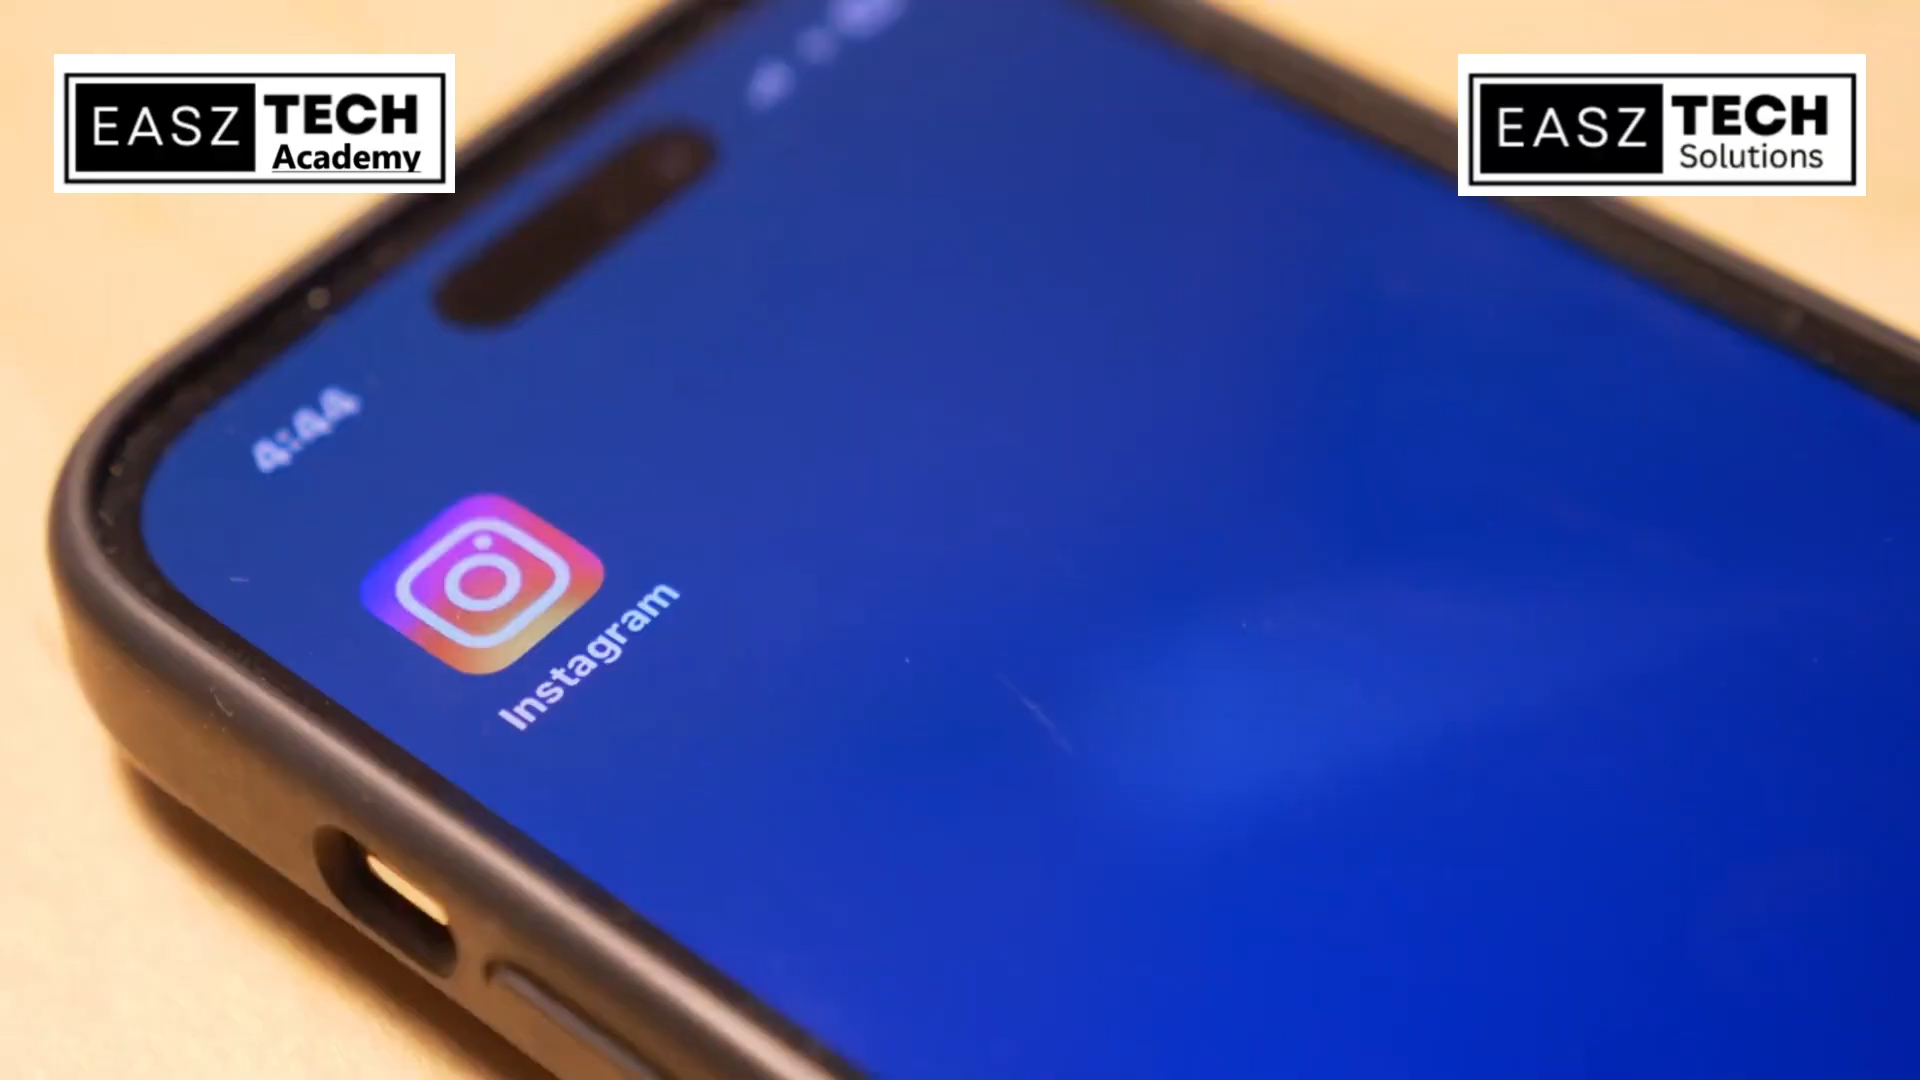 EASZ TECH
Academy
EASZ TECH
Solutions
4:44
Instagram